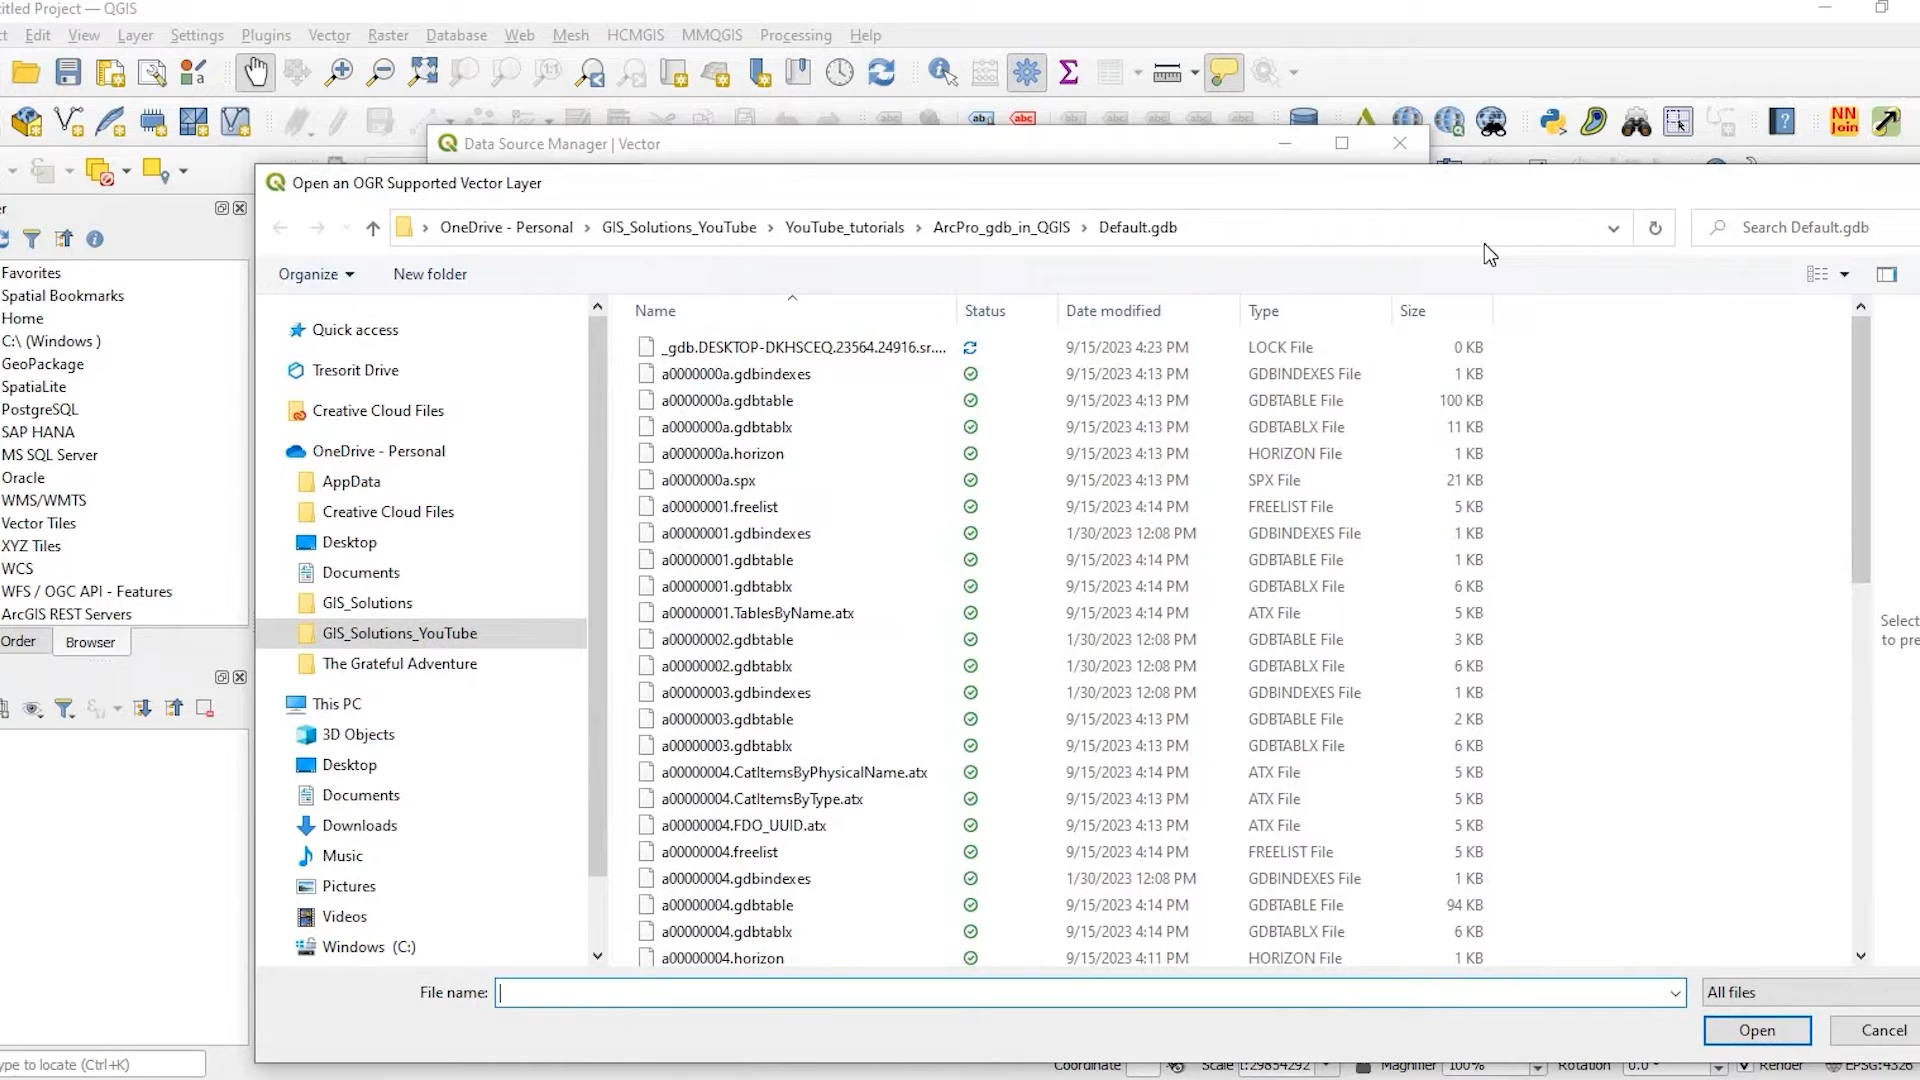 titled Project — QGIS
Edit View Layer Settings Plugins Vector Raster Database Web Mesh HCMGIS MMQGIS Processing Help
abc
abc
NN
Join
Data Source Manager | Vector
Open an OGR Supported Vector Layer
OneDrive - Personal › GIS_Solutions_YouTube › YouTube_tutorials › ArcPro_gdb_in_QGIS › Default.gdb
Search Default.gdb
Organize New folder
Favorites
Spatial Bookmarks
Home
C:\ (Windows )
GeoPackage
SpatiaLite
PostgreSQL
SAP HANA
MS SQL Server
Oracle
WMS/WMTS
Vector Tiles
XYZ Tiles
WCS
WFS / OGC API - Features
ArcGIS REST Servers
Order Browser
Quick access
Tresorit Drive
Creative Cloud Files
OneDrive - Personal
AppData
Creative Cloud Files
Desktop
Documents
GIS_Solutions
GIS_Solutions_YouTube
The Grateful Adventure
This PC
3D Objects
Desktop
Documents
Downloads
Music
Pictures
Videos
Windows (C:)
Name Status Date modified Type Size
_gdb.DESKTOP-DKHSCEQ.23564.24916.sr.... 9/15/2023 4:23 PM LOCK File 0 KB
a0000000a.gdbindexes 9/15/2023 4:13 PM GDBINDEXES File 1 KB
a0000000a.gdbtable 9/15/2023 4:13 PM GDBTABLE File 100 KB
a0000000a.gdbtablx 9/15/2023 4:13 PM GDBTABLX File 11 KB
a0000000a.horizon 9/15/2023 4:13 PM HORIZON File 1 KB
a0000000a.spx 9/15/2023 4:13 PM SPX File 21 KB
a00000001.freelist 9/15/2023 4:14 PM FREELIST File 5 KB
a00000001.gdbindexes 1/30/2023 12:08 PM GDBINDEXES File 1 KB
a00000001.gdbtable 9/15/2023 4:14 PM GDBTABLE File 1 KB
a00000001.gdbtablx 9/15/2023 4:14 PM GDBTABLX File 6 KB
a00000001.TablesByName.atx 9/15/2023 4:14 PM ATX File 5 KB
a00000002.gdbtable 1/30/2023 12:08 PM GDBTABLE File 3 KB
a00000002.gdbtablx 1/30/2023 12:08 PM GDBTABLX File 6 KB
a00000003.gdbindexes 1/30/2023 12:08 PM GDBINDEXES File 1 KB
a00000003.gdbtable 9/15/2023 4:13 PM GDBTABLE File 2 KB
a00000003.gdbtablx 9/15/2023 4:13 PM GDBTABLX File 6 KB
a00000004.CatItemsByPhysicalName.atx 9/15/2023 4:14 PM ATX File 5 KB
a00000004.CatItemsByType.atx 9/15/2023 4:13 PM ATX File 5 KB
a00000004.FDO_UUID.atx 9/15/2023 4:13 PM ATX File 5 KB
a00000004.freelist 9/15/2023 4:14 PM FREELIST File 5 KB
a00000004.gdbindexes 1/30/2023 12:08 PM GDBINDEXES File 1 KB
a00000004.gdbtable 9/15/2023 4:14 PM GDBTABLE File 94 KB
a00000004.gdbtablx 9/15/2023 4:14 PM GDBTABLX File 6 KB
a00000004.horizon 9/15/2023 4:11 PM HORIZON File 1 KB
Select
to pre
File name: All files
Open Cancel
ype to locate (Ctrl+K)
Coordinate Scale 1:29854292 Magnifier 100% Rotation 0.0 ° Render EPSG:4326